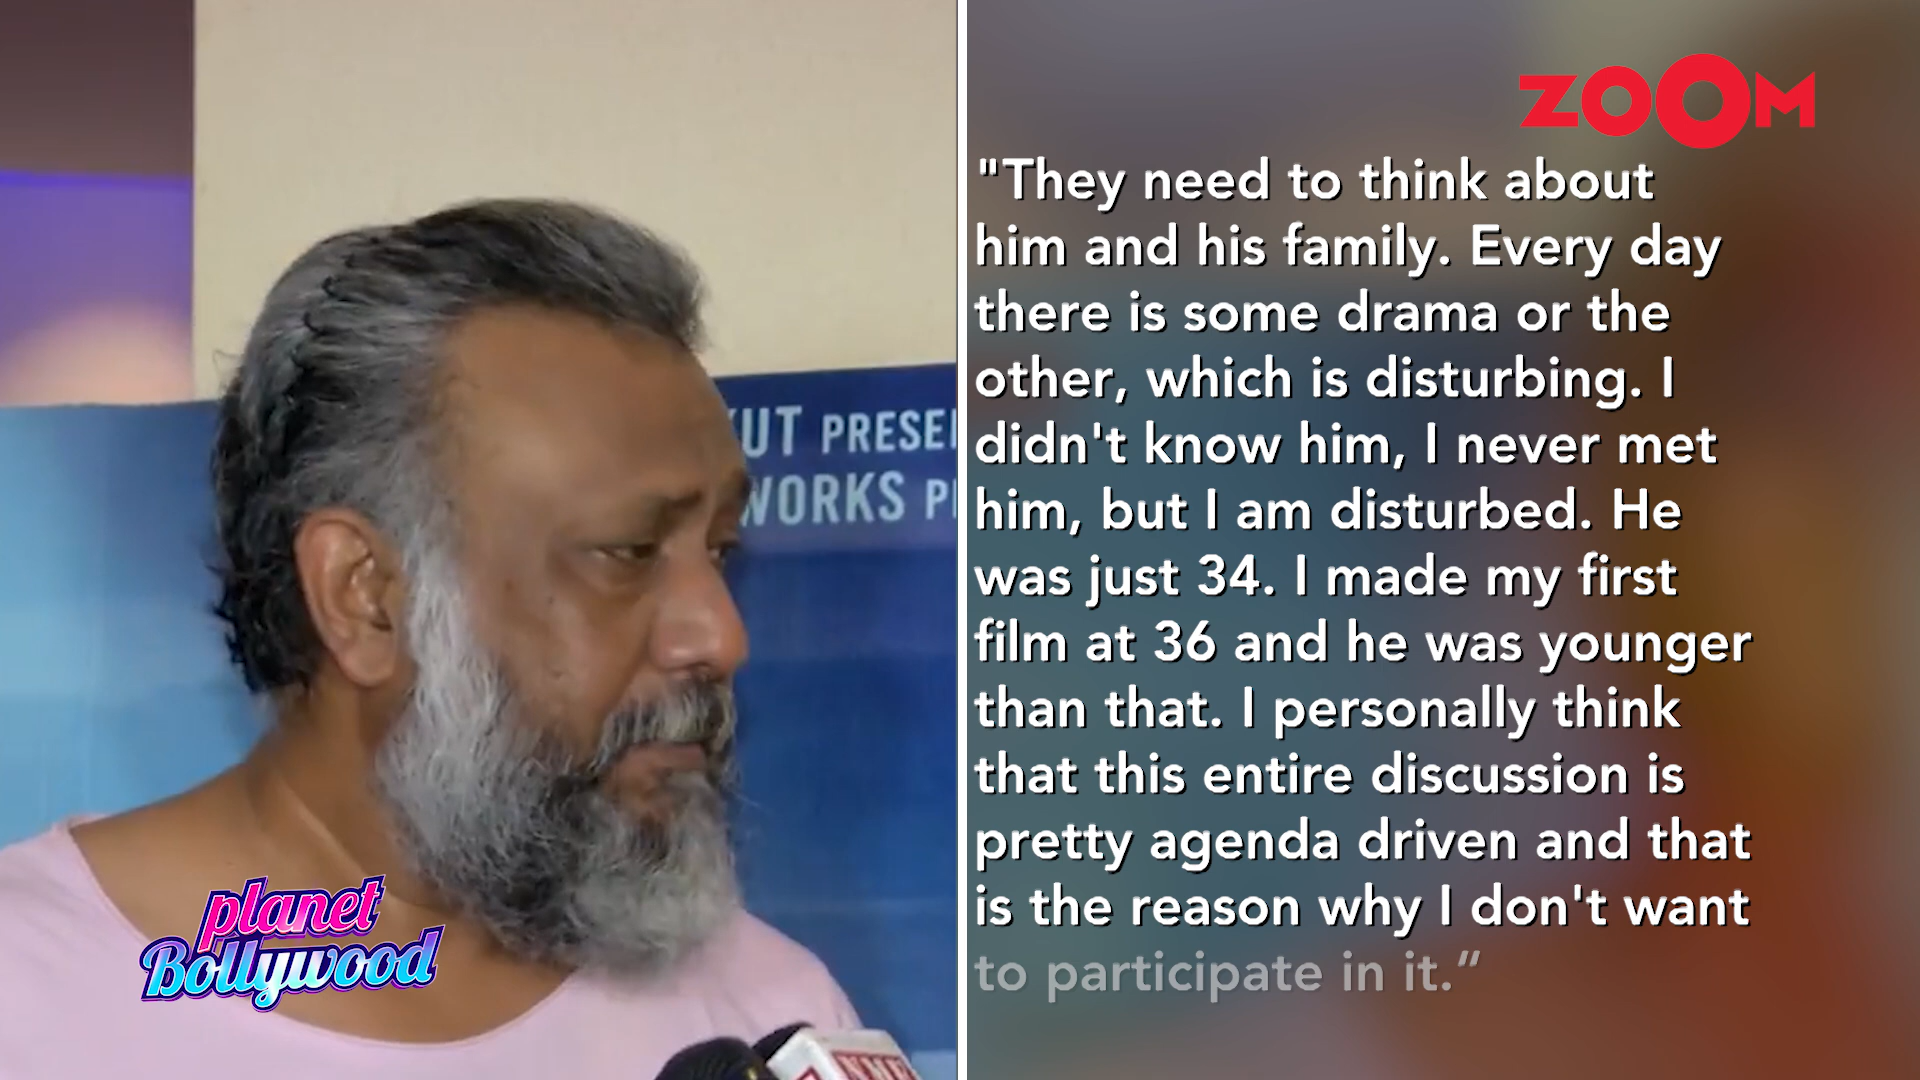 zoom
"They need to think about
him and his family. Every day
there is some drama or the
other, which is disturbing. I
didn't know him, I never met
him, but I am disturbed. He
was just 34. I made my first
film at 36 and he was younger
than that. I personally think
that this entire discussion is
pretty agenda driven and that
is the reason why I don't want
to participate in it.”
UT PRESE
WORKS P
planet
Bollywood